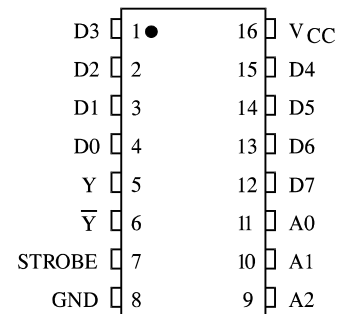 D3 1 16 VCC
D2 2 15 D4
D1 3 14 D5
D0 4 13 D6
Y 5 12 D7
Y̅ 6 11 A0
STROBE 7 10 A1
GND 8 9 A2